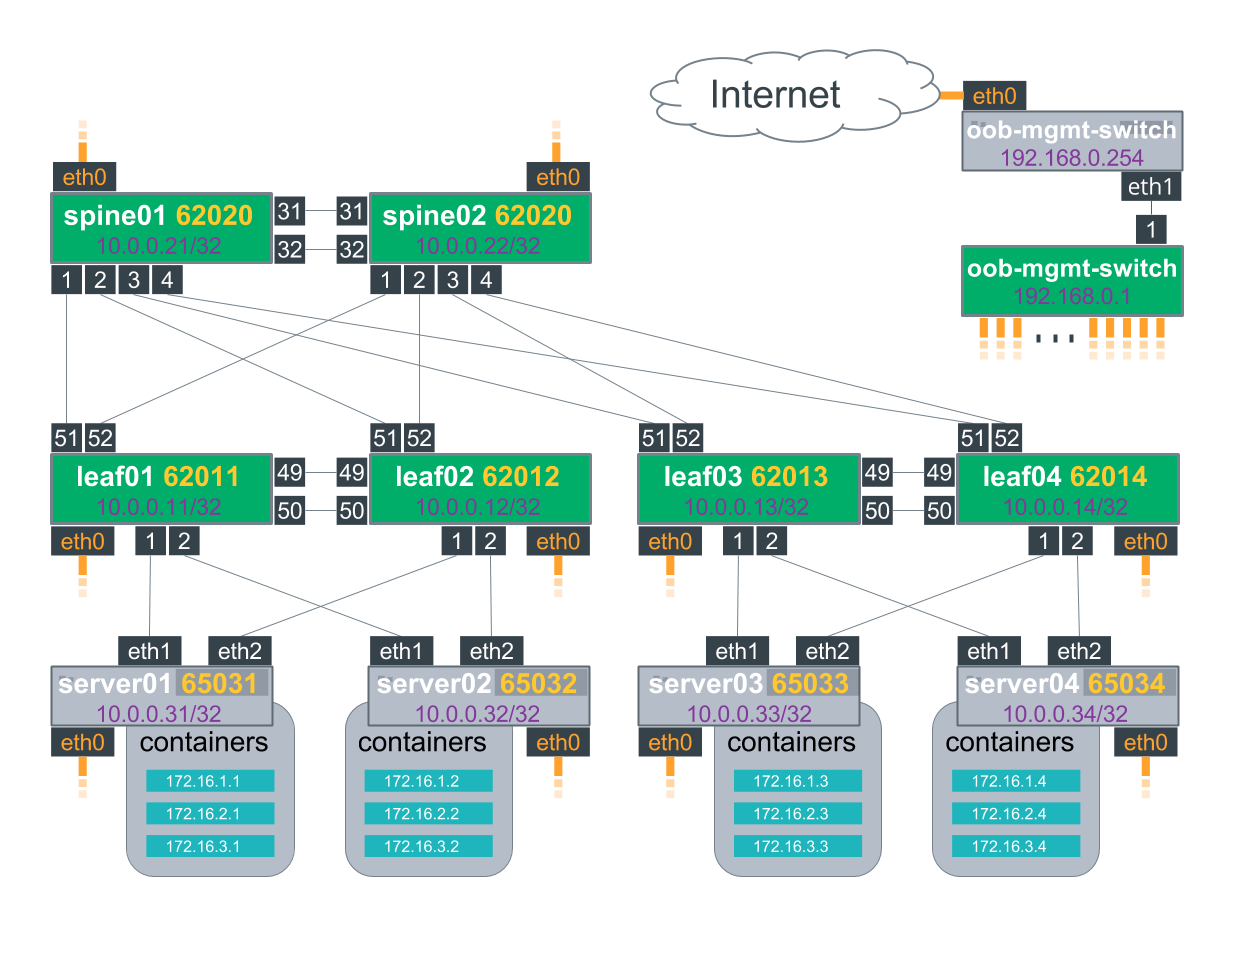 Internet
eth0
oob-mgmt-switch
192.168.0.254
eth1
1
oob-mgmt-switch
192.168.0.1
...
eth0
eth0
spine01 62020
10.0.0.21/32
31 31
32 32
spine02 62020
10.0.0.22/32
1 2 3 4
1 2 3 4
51 52
51 52
51 52
51 52
leaf01 62011
10.0.0.11/32
49 49
50 50
leaf02 62012
10.0.0.12/32
leaf03 62013
10.0.0.13/32
49 49
50 50
leaf04 62014
10.0.0.14/32
eth0 1 2
1 2 eth0
eth0 1 2
1 2 eth0
eth1 eth2
eth1 eth2
eth1 eth2
eth1 eth2
server01 65031
10.0.0.31/32
server02 65032
10.0.0.32/32
server03 65033
10.0.0.33/32
server04 65034
10.0.0.34/32
eth0
containers
172.16.1.1
172.16.2.1
172.16.3.1
containers
eth0
172.16.1.2
172.16.2.2
172.16.3.2
eth0
containers
172.16.1.3
172.16.2.3
172.16.3.3
containers
eth0
172.16.1.4
172.16.2.4
172.16.3.4